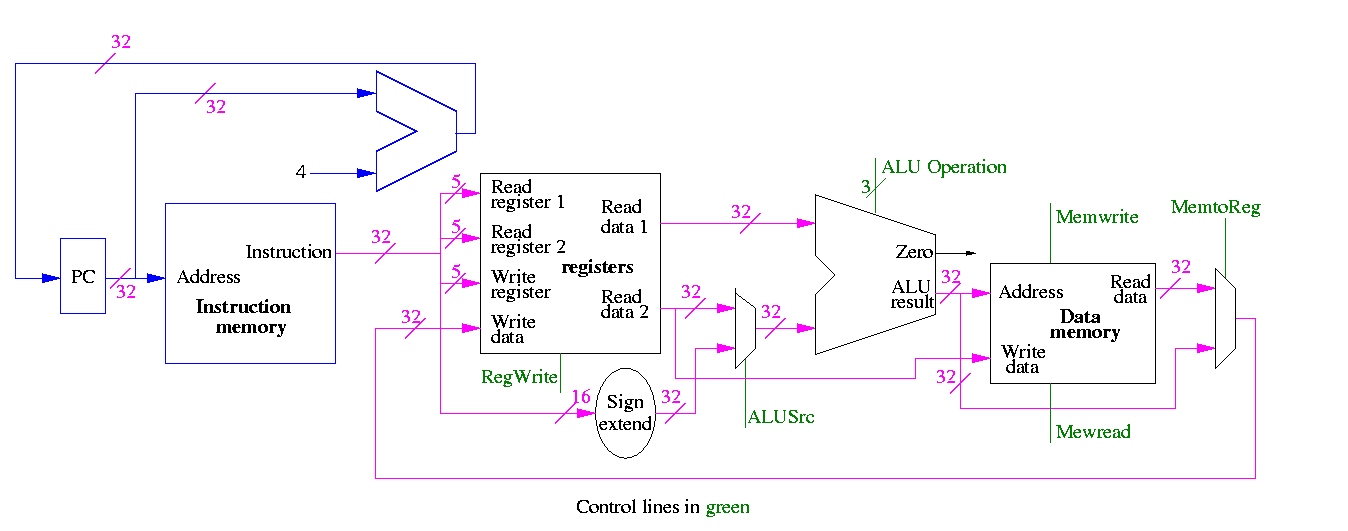 32
32
4
PC
32
Address
Instruction
Instruction
memory
32
5
5
5
32
Read
register 1
Read
register 2
Write
register
Write
data
Read
data 1
registers
Read
data 2
RegWrite
16
Sign
extend
32
32
32
32
ALUSrc
ALU Operation
3
Zero
ALU
result
32
32
Memwrite
Address
Read
data
Data
memory
Write
data
Mewread
32
MemtoReg
Control lines in green